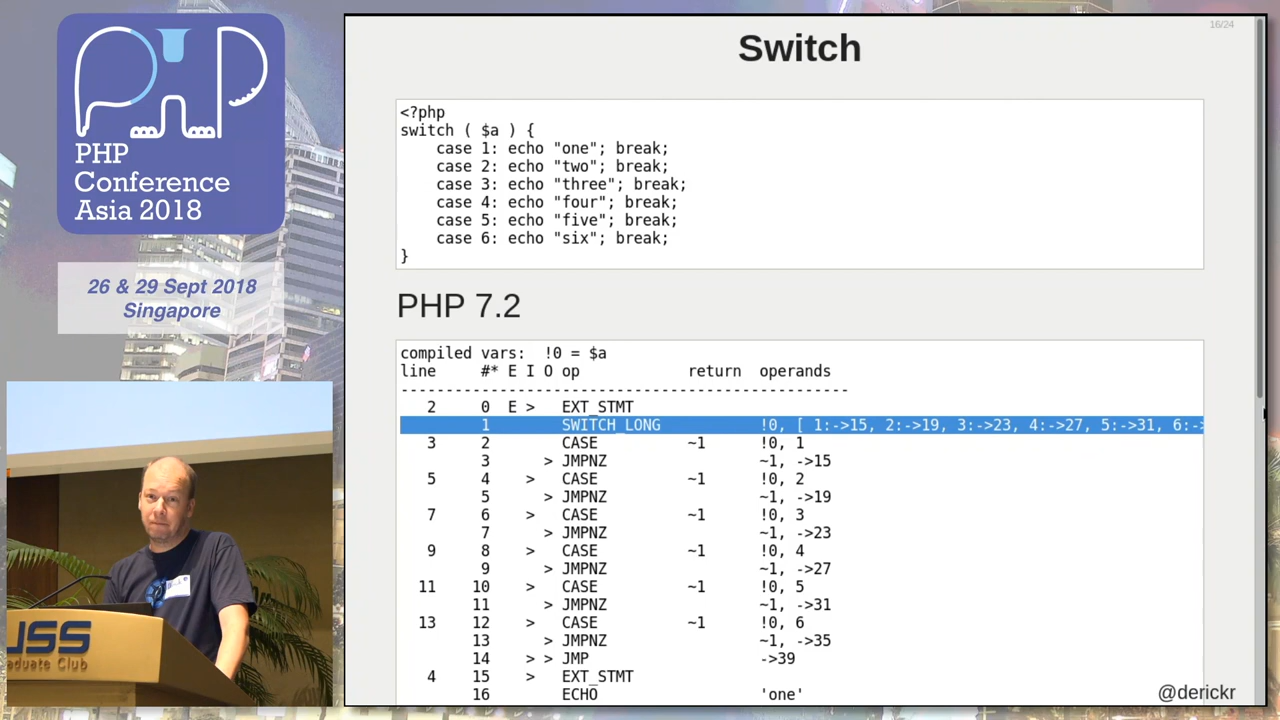 PHP
Conference
Asia 2018
26 & 29 Sept 2018
Singapore
USS
aduate Club
16/24
Switch
<?php
switch ( $a ) {
    case 1: echo "one"; break;
    case 2: echo "two"; break;
    case 3: echo "three"; break;
    case 4: echo "four"; break;
    case 5: echo "five"; break;
    case 6: echo "six"; break;
}
PHP 7.2
compiled vars:  !0 = $a
line     #* E I O op           return  operands
--------------------------------------------------
   2     0  E >   EXT_STMT
         1        SWITCH_LONG           !0, [ 1:->15, 2:->19, 3:->23, 4:->27, 5:->31, 6:->
   3     2        CASE          ~1      !0, 1
         3      > JMPNZ                 ~1, ->15
   5     4    >   CASE          ~1      !0, 2
         5      > JMPNZ                 ~1, ->19
   7     6    >   CASE          ~1      !0, 3
         7      > JMPNZ                 ~1, ->23
   9     8    >   CASE          ~1      !0, 4
         9      > JMPNZ                 ~1, ->27
  11    10    >   CASE          ~1      !0, 5
        11      > JMPNZ                 ~1, ->31
  13    12    >   CASE          ~1      !0, 6
        13      > JMPNZ                 ~1, ->35
        14    > > JMP                   ->39
   4    15    >   EXT_STMT
        16        ECHO                  'one'
@derickr